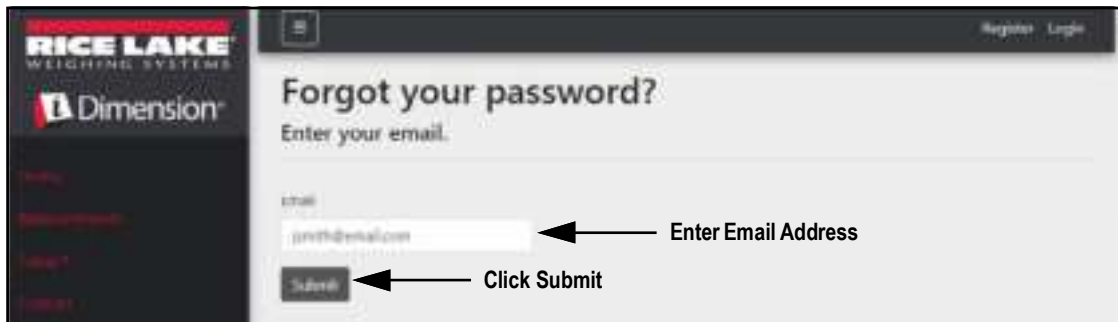 RICE LAKE
WEIGHING SYSTEMS
Dimension
Register Login
Forgot your password?
Enter your email.
Email
jsmith@email.com
Enter Email Address
Submit
Click Submit